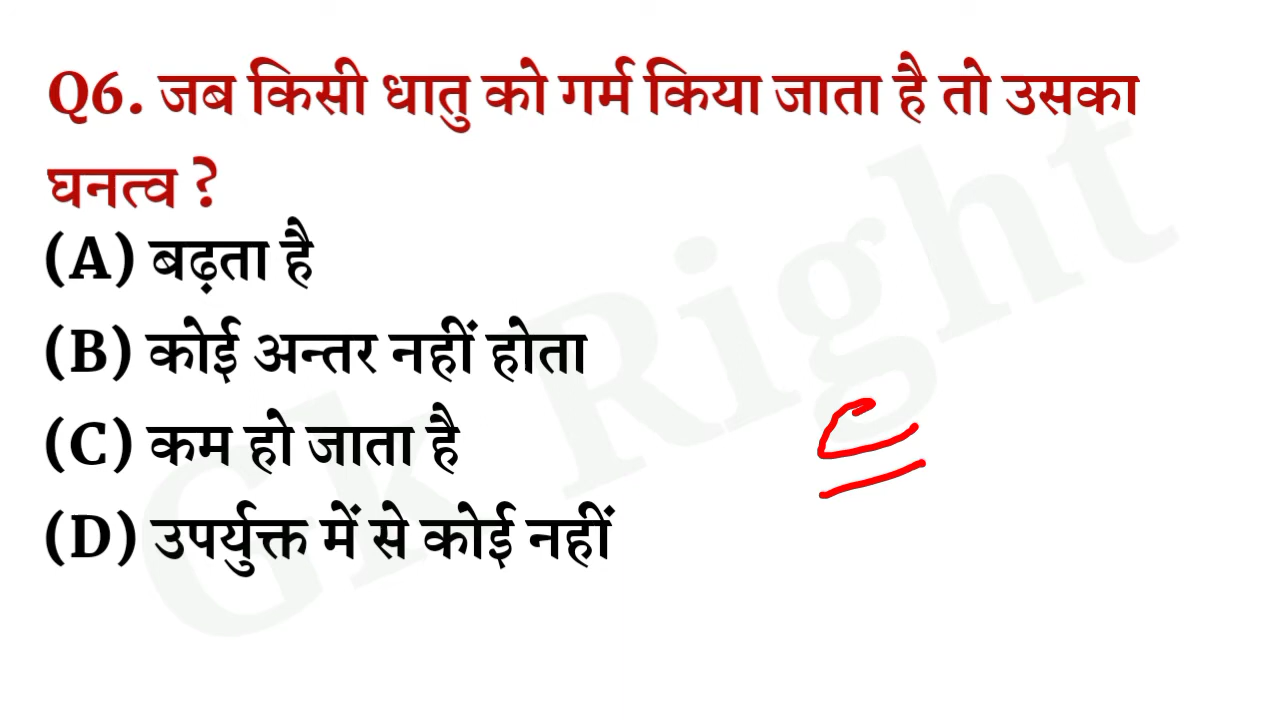 Q6. जब किसी धातु को गर्म किया जाता है तो उसका
घनत्व ?
(A) बढ़ता है
(B) कोई अन्तर नहीं होता
(C) कम हो जाता है
C
(D) उपर्युक्त में से कोई नहीं
Gk Right